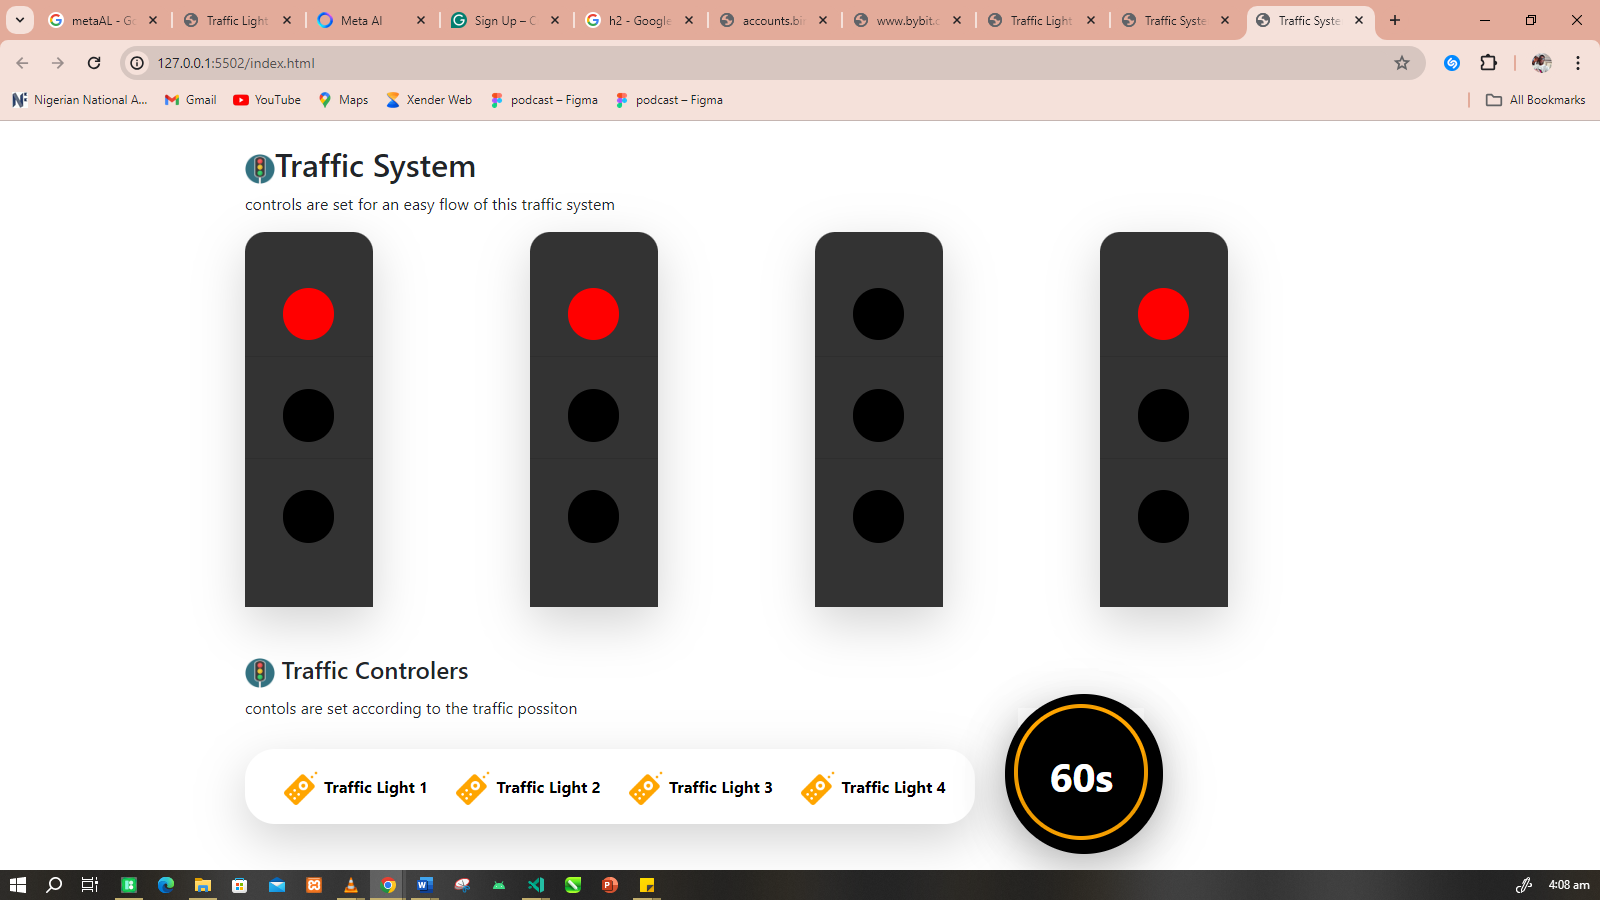 metaAL - Go
Traffic Light
Meta AI
Sign Up – C
h2 - Google
accounts.bin
www.bybit.c
Traffic Light
Traffic Syste
Traffic Syste
127.0.0.1:5502/index.html
Nigerian National A...
Gmail
YouTube
Maps
Xender Web
podcast – Figma
podcast – Figma
All Bookmarks
Traffic System
controls are set for an easy flow of this traffic system
Traffic Controlers
contols are set according to the traffic possiton
Traffic Light 1
Traffic Light 2
Traffic Light 3
Traffic Light 4
60s
4:08 am